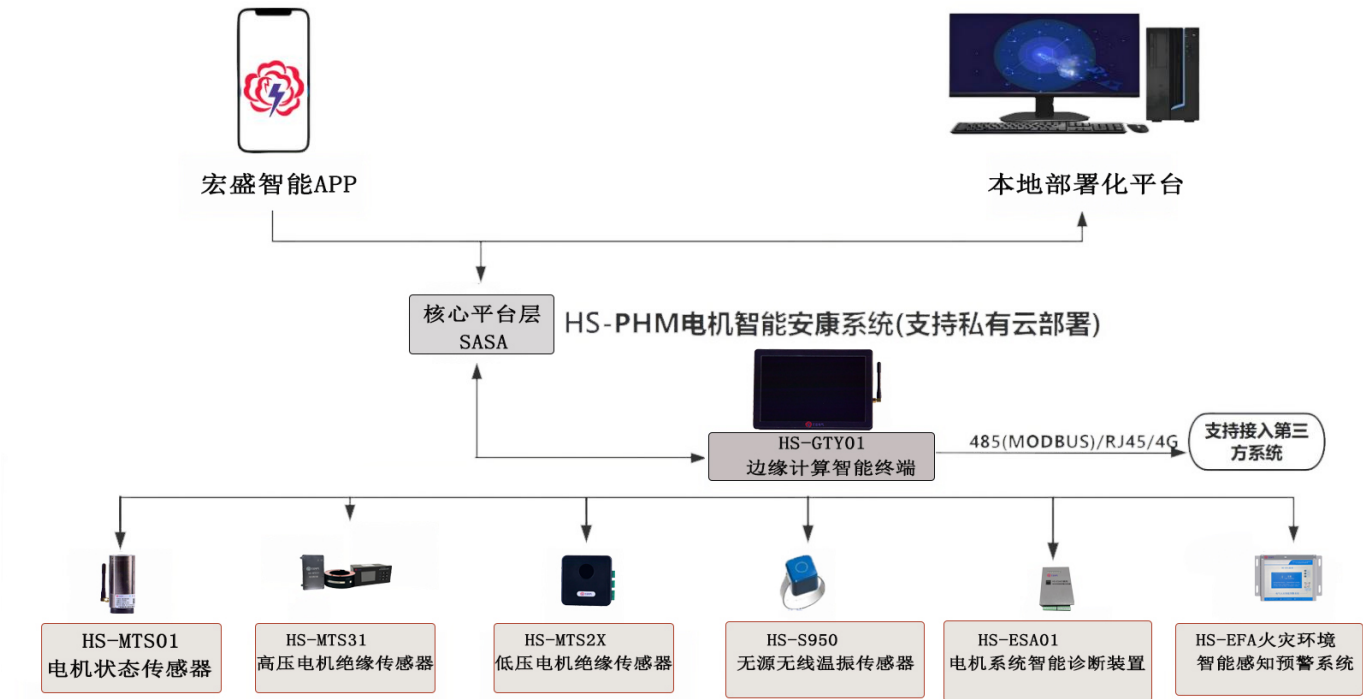 宏盛智能APP
本地部署化平台
核心平台层
SASA
HS-PHM电机智能安康系统(支持私有云部署)
HS-GTY01
边缘计算智能终端
485(MODBUS)/RJ45/4G
支持接入第三
方系统
HS-MTS01
电机状态传感器
HS-MTS31
高压电机绝缘传感器
HS-MTS2X
低压电机绝缘传感器
HS-S950
无源无线温振传感器
HS-ESA01
电机系统智能诊断装置
HS-EFA火灾环境
智能感知预警系统